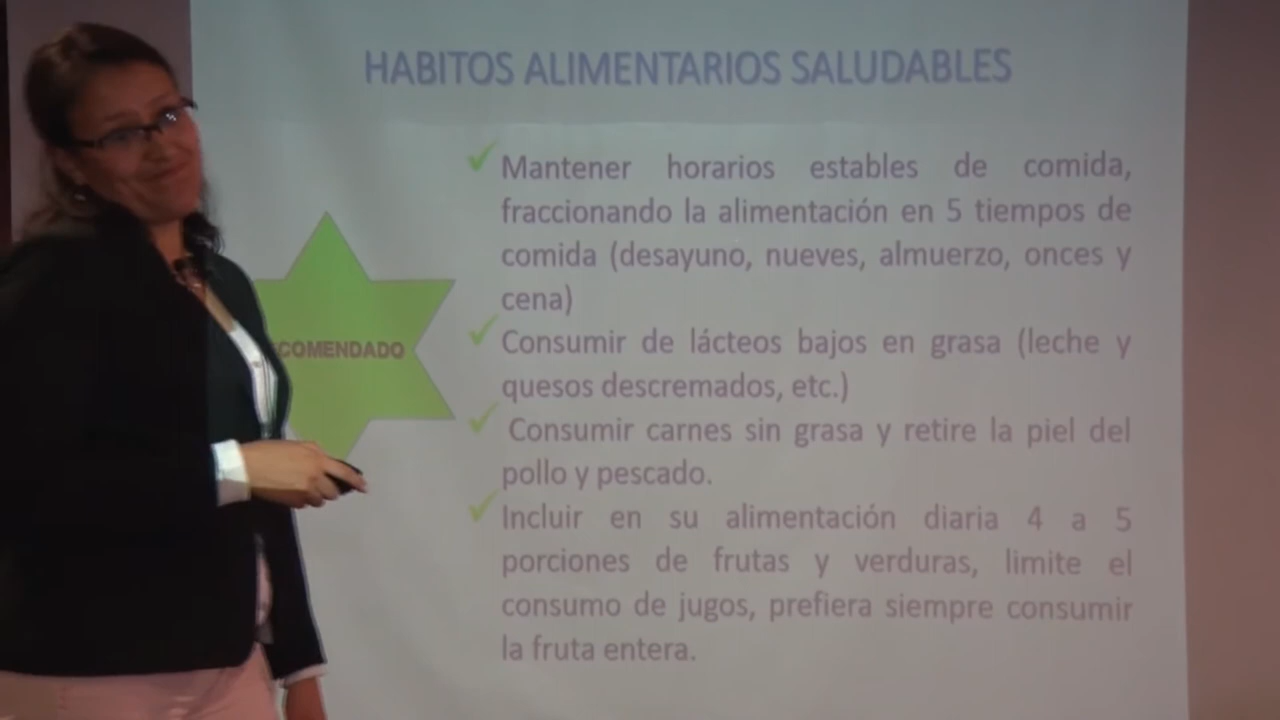 HABITOS ALIMENTARIOS SALUDABLES
Mantener horarios estables de comida,
fraccionando la alimentación en 5 tiempos de
comida (desayuno, nueves, almuerzo, onces y
cena)
COMENDADO
Consumir de lácteos bajos en grasa (leche y
quesos descremados, etc.)
Consumir carnes sin grasa y retire la piel del
pollo y pescado.
Incluir en su alimentación diaria 4 a 5
porciones de frutas y verduras, limite el
consumo de jugos, prefiera siempre consumir
la fruta entera.